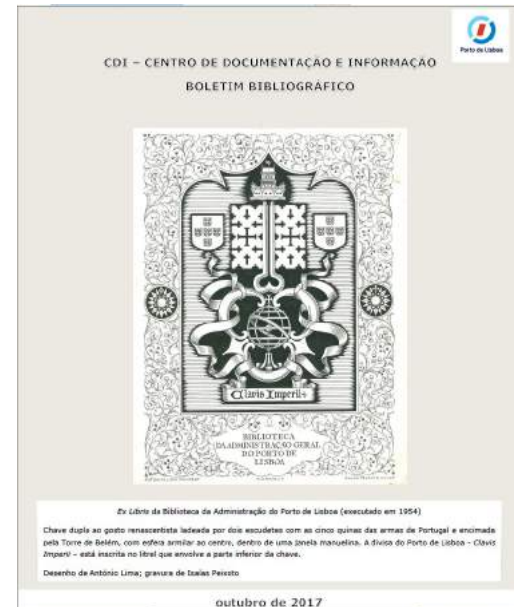 Porto de Lisboa
CDI – CENTRO DE DOCUMENTAÇÃO E INFORMAÇÃO
BOLETIM BIBLIOGRÁFICO
Clavis Imperii
BIBLIOTECA
DA ADMINISTRAÇÃO GERAL
DO PORTO DE
LISBOA
Ex Libris da Biblioteca da Administração do Porto de Lisboa (executado em 1954)
Chave dupla ao gosto renascentista ladeada por dois escudetes com as cinco quinas das armas de Portugal e encimada
pela Torre de Belém, com esfera armilar ao centro, dentro de uma janela manuelina. A divisa do Porto de Lisboa - Clavis
Imperii – está inscrita no litrel que envolve a parte inferior da chave.
Desenho de António Lima; gravura de Isaías Peixoto
outubro de 2017